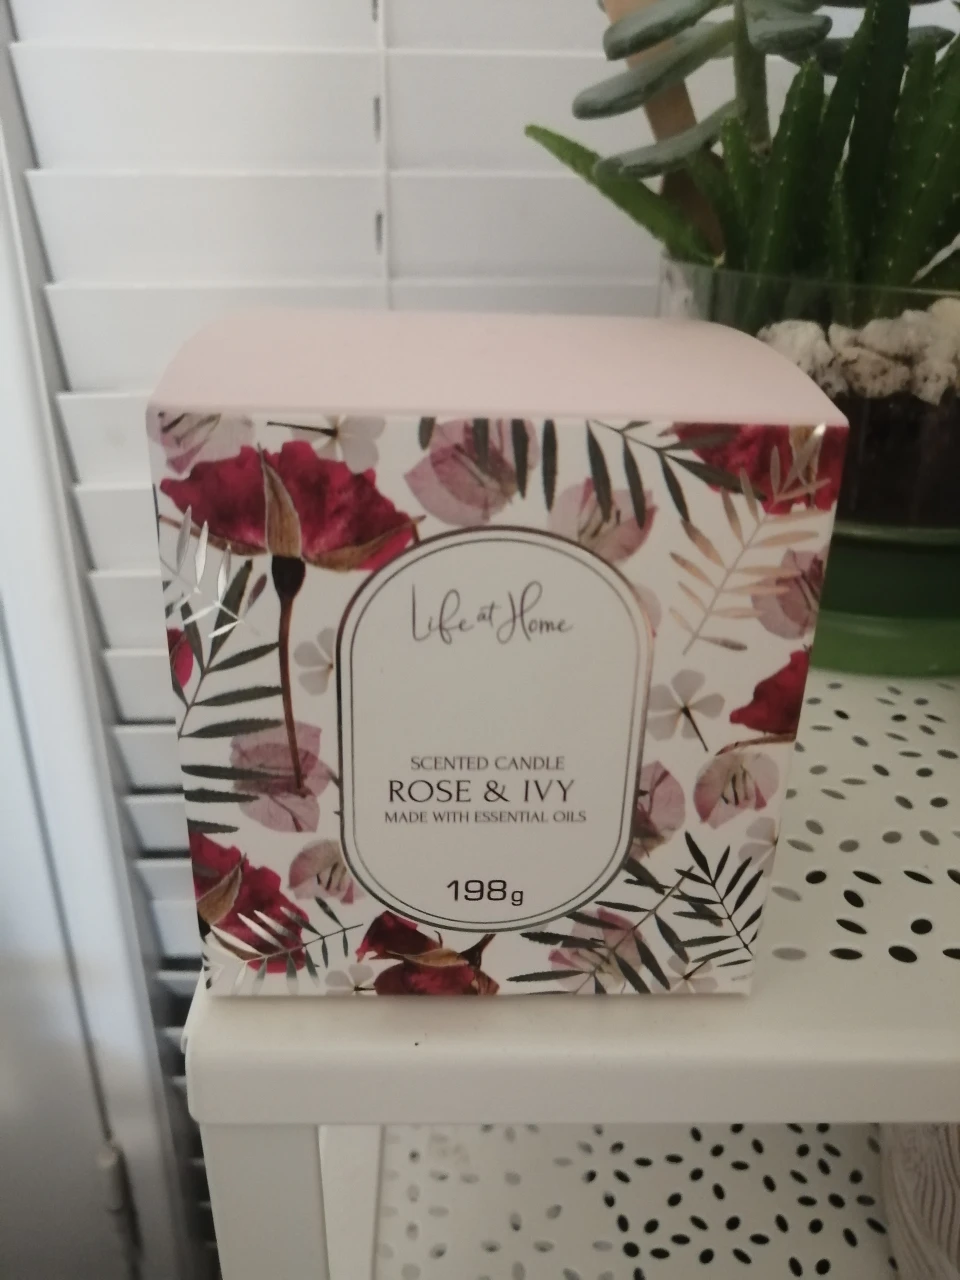 Life at Home
SCENTED CANDLE
ROSE & IVY
MADE WITH ESSENTIAL OILS
198g